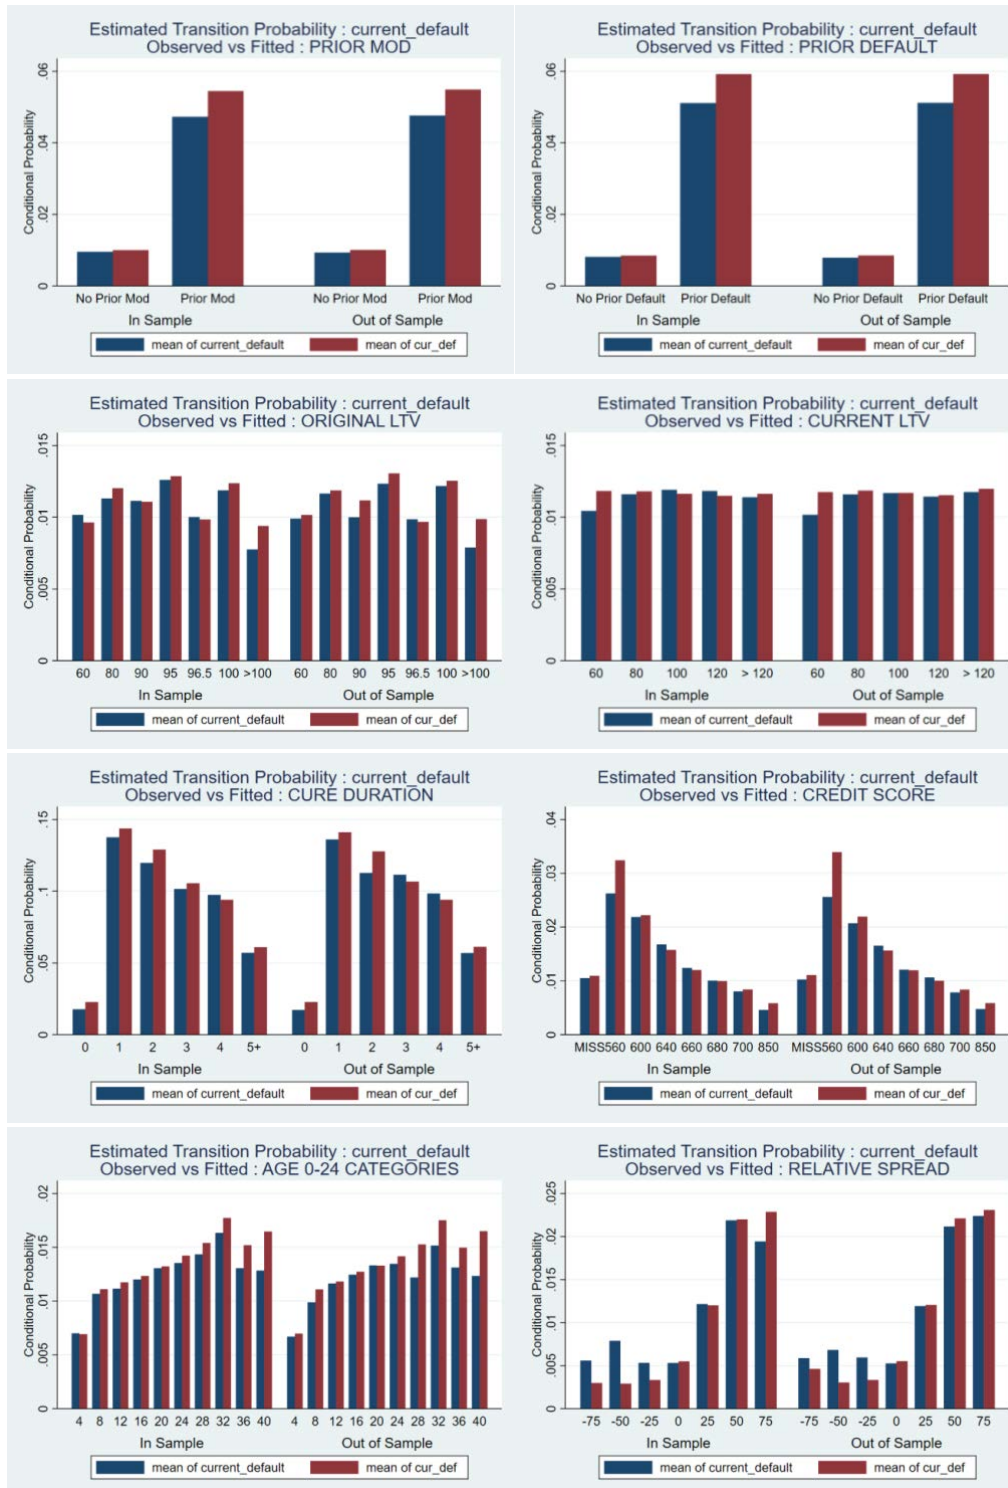 Estimated Transition Probability : current_default
Observed vs Fitted : PRIOR MOD
Conditional Probability
.06
.04
.02
0
No Prior Mod Prior Mod No Prior Mod Prior Mod
In Sample Out of Sample
mean of current_default mean of cur_def
Estimated Transition Probability : current_default
Observed vs Fitted : PRIOR DEFAULT
Conditional Probability
.06
.04
.02
0
No Prior Default Prior Default No Prior Default Prior Default
In Sample Out of Sample
mean of current_default mean of cur_def
Estimated Transition Probability : current_default
Observed vs Fitted : ORIGINAL LTV
Conditional Probability
.015
.01
.005
0
60 80 90 95 96.5 100 >100 60 80 90 95 96.5 100 >100
In Sample Out of Sample
mean of current_default mean of cur_def
Estimated Transition Probability : current_default
Observed vs Fitted : CURRENT LTV
Conditional Probability
.015
.01
.005
0
60 80 100 120 > 120 60 80 100 120 > 120
In Sample Out of Sample
mean of current_default mean of cur_def
Estimated Transition Probability : current_default
Observed vs Fitted : CURE DURATION
Conditional Probability
.15
.1
.05
0
0 1 2 3 4 5+ 0 1 2 3 4 5+
In Sample Out of Sample
mean of current_default mean of cur_def
Estimated Transition Probability : current_default
Observed vs Fitted : CREDIT SCORE
Conditional Probability
.04
.03
.02
.01
0
MISS560 600 640 660 680 700 850 MISS560 600 640 660 680 700 850
In Sample Out of Sample
mean of current_default mean of cur_def
Estimated Transition Probability : current_default
Observed vs Fitted : AGE 0-24 CATEGORIES
Conditional Probability
.02
.015
.01
.005
0
4 8 12 16 20 24 28 32 36 40 4 8 12 16 20 24 28 32 36 40
In Sample Out of Sample
mean of current_default mean of cur_def
Estimated Transition Probability : current_default
Observed vs Fitted : RELATIVE SPREAD
Conditional Probability
.025
.02
.015
.01
.005
0
-75 -50 -25 0 25 50 75 -75 -50 -25 0 25 50 75
In Sample Out of Sample
mean of current_default mean of cur_def